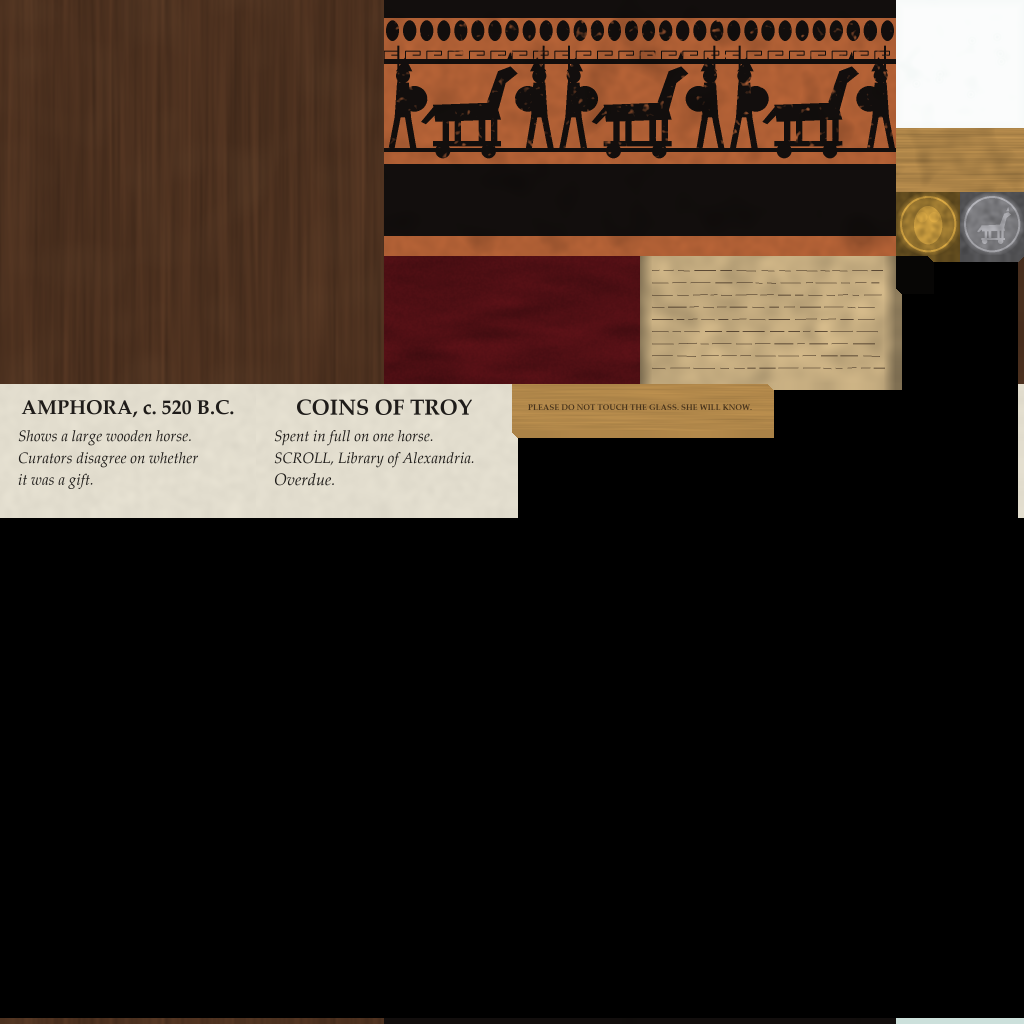 AMPHORA, c. 520 B.C.
Shows a large wooden horse.
Curators disagree on whether
it was a gift.
COINS OF TROY
Spent in full on one horse.
SCROLL, Library of Alexandria.
Overdue.
PLEASE DO NOT TOUCH THE GLASS. SHE WILL KNOW.